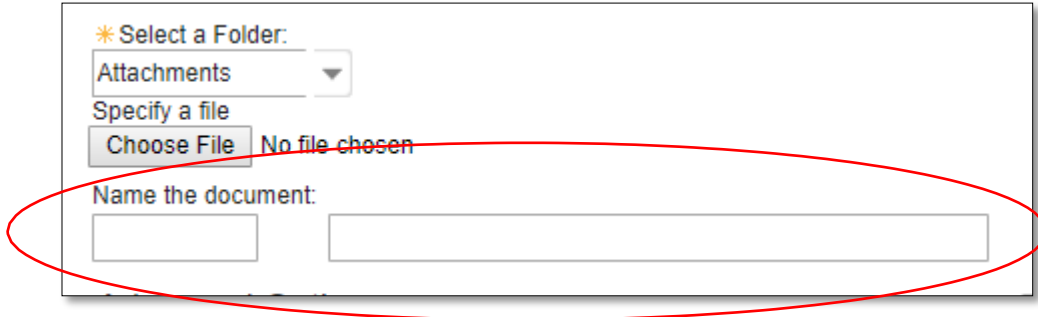 ✳Select a Folder:
Attachments
Specify a file
Choose File No file chosen
Name the document: